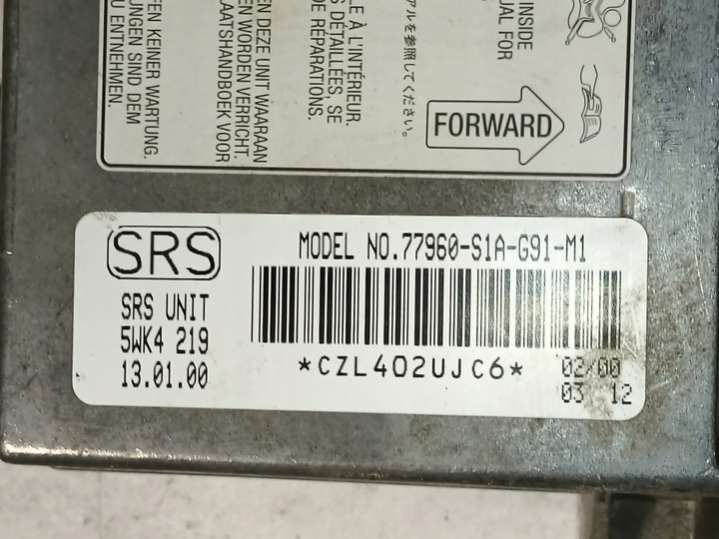 INSIDE
UAL FOR
アルを参照してください。
LE À L'INTÉRIEUR.
S DÉTAILLÉES, SE
DE RÉPARATIONS.
EN DEZE UNIT WAARAAN
EN WORDEN VERRICHT.
LAATSHANDBOEK VOOR
FEN KEINER WARTUNG.
UNGEN SIND DEM
U ENTNEHMEN.
FORWARD
SRS
SRS UNIT
5WK4 219
13.01.00
MODEL NO.77960-S1A-G91-M1
*CZL402UJC6*
02/00
03 12